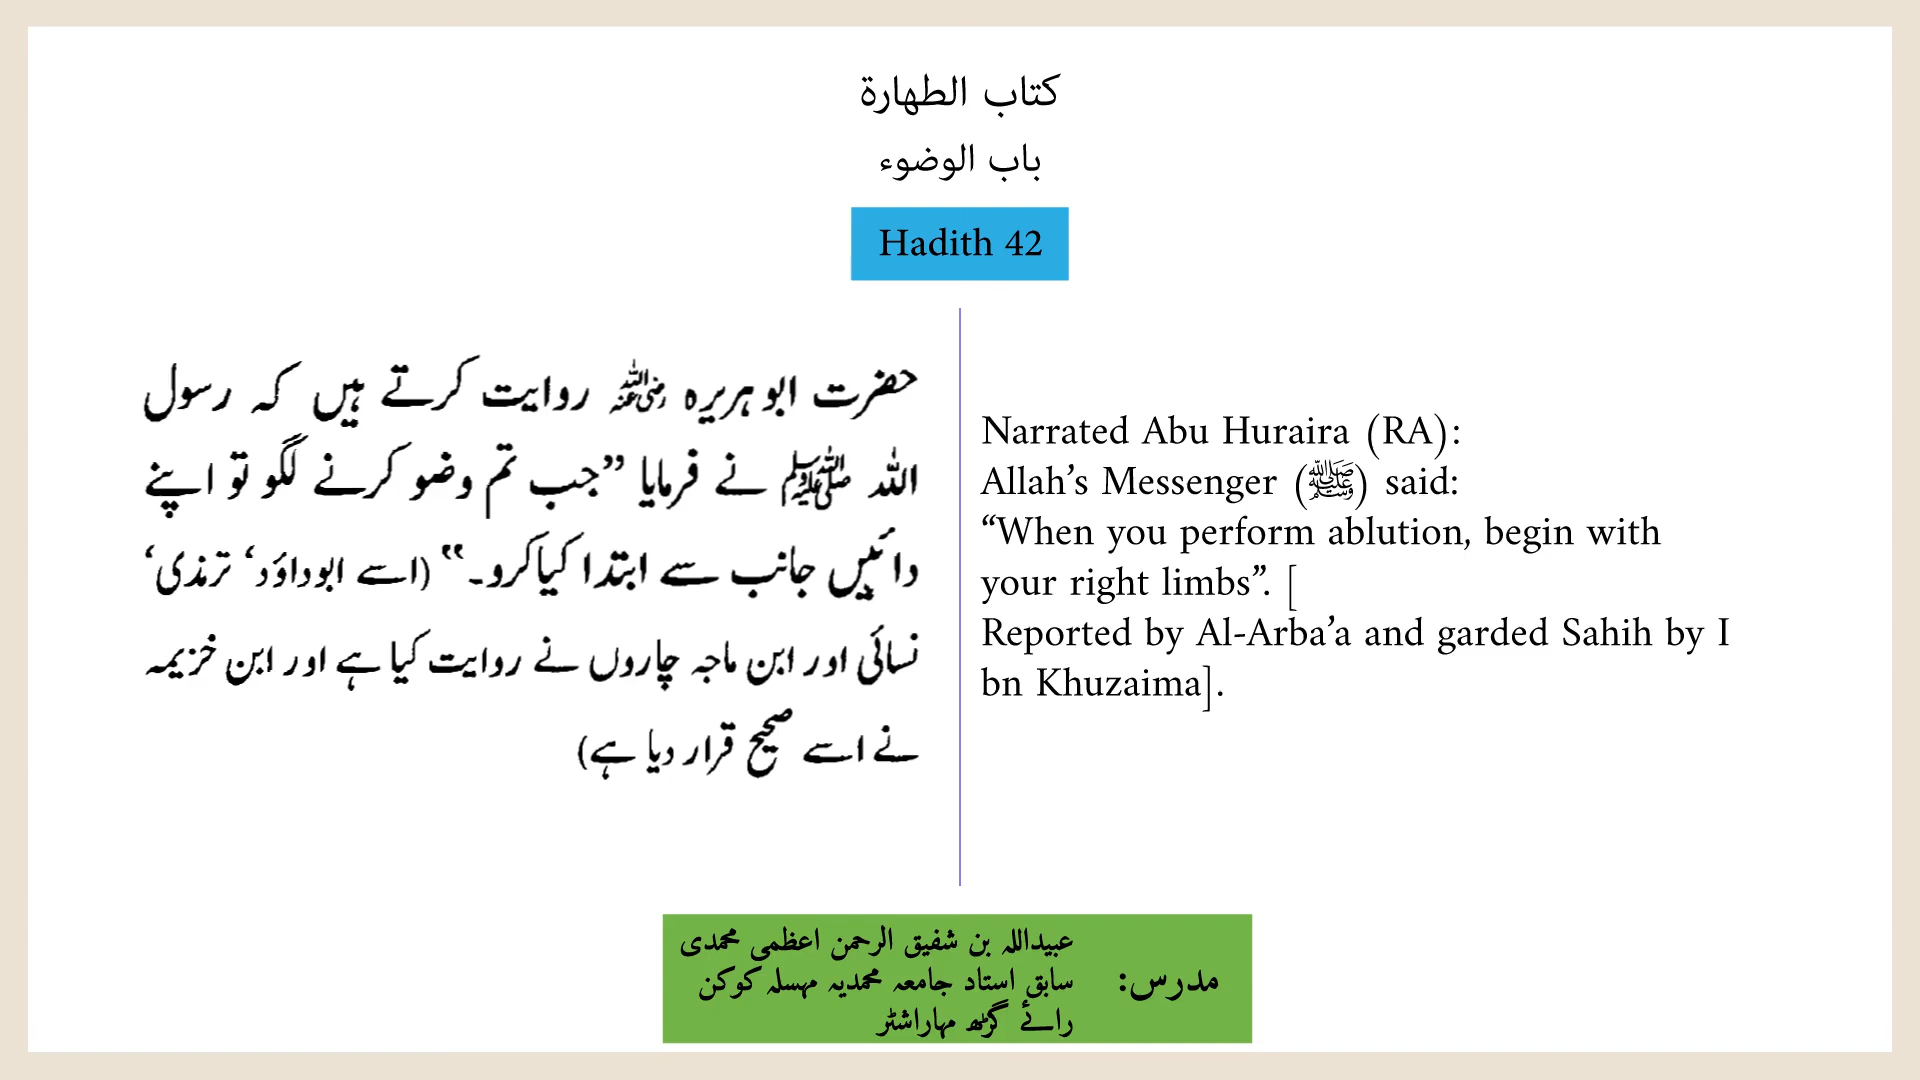 كتاب الطهارة
باب الوضوء
Hadith 42
حضرت ابو ہریرہ رضی اللہ عنہ روایت کرتے ہیں کہ رسول
اللہ صلی اللہ علیہ وسلم نے فرمایا ”جب تم وضو کرنے لگو تو اپنے
دائیں جانب سے ابتدا کیا کرو۔“ (اسے ابوداؤد‘ ترمذی‘
نسائی اور ابن ماجہ چاروں نے روایت کیا ہے اور ابن خزیمہ
نے اسے صحیح قرار دیا ہے)
Narrated Abu Huraira (RA):
Allah’s Messenger (ﷺ) said:
“When you perform ablution, begin with
your right limbs”. [
Reported by Al-Arba’a and garded Sahih by I
bn Khuzaima].
مدرس:
عبیداللہ بن شفیق الرحمن اعظمی محمدی
سابق استاد جامعہ محمدیہ مہسلہ کوکن
رائے گڑھ مہاراشٹر